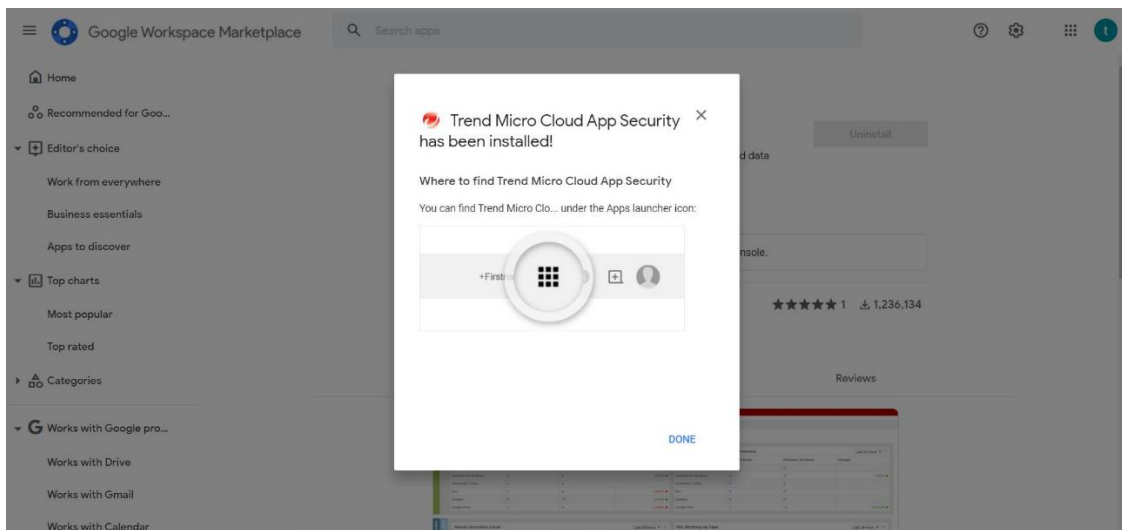 Google Workspace Marketplace
Search apps
t
Home
Recommended for Goo...
Editor's choice
Work from everywhere
Business essentials
Apps to discover
Top charts
Most popular
Top rated
Categories
G Works with Google pro...
Works with Drive
Works with Gmail
Works with Calendar
Trend Micro Cloud App Security
has been installed!
Where to find Trend Micro Cloud App Security
You can find Trend Micro Clo... under the Apps launcher icon:
+First
DONE
Uninstall
d data
nsole.
★★★★★ 1 1,236,134
Reviews